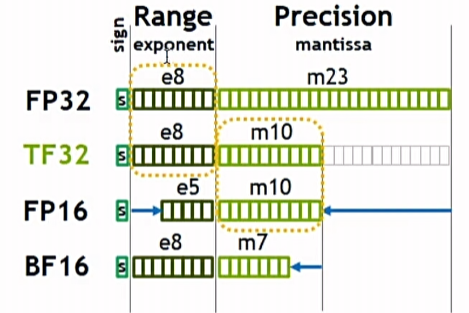 sign
Range
Precision
exponent
mantissa
e8
m23
FP32
s
e8
m10
TF32
s
e5
m10
FP16
s
e8
m7
BF16
s